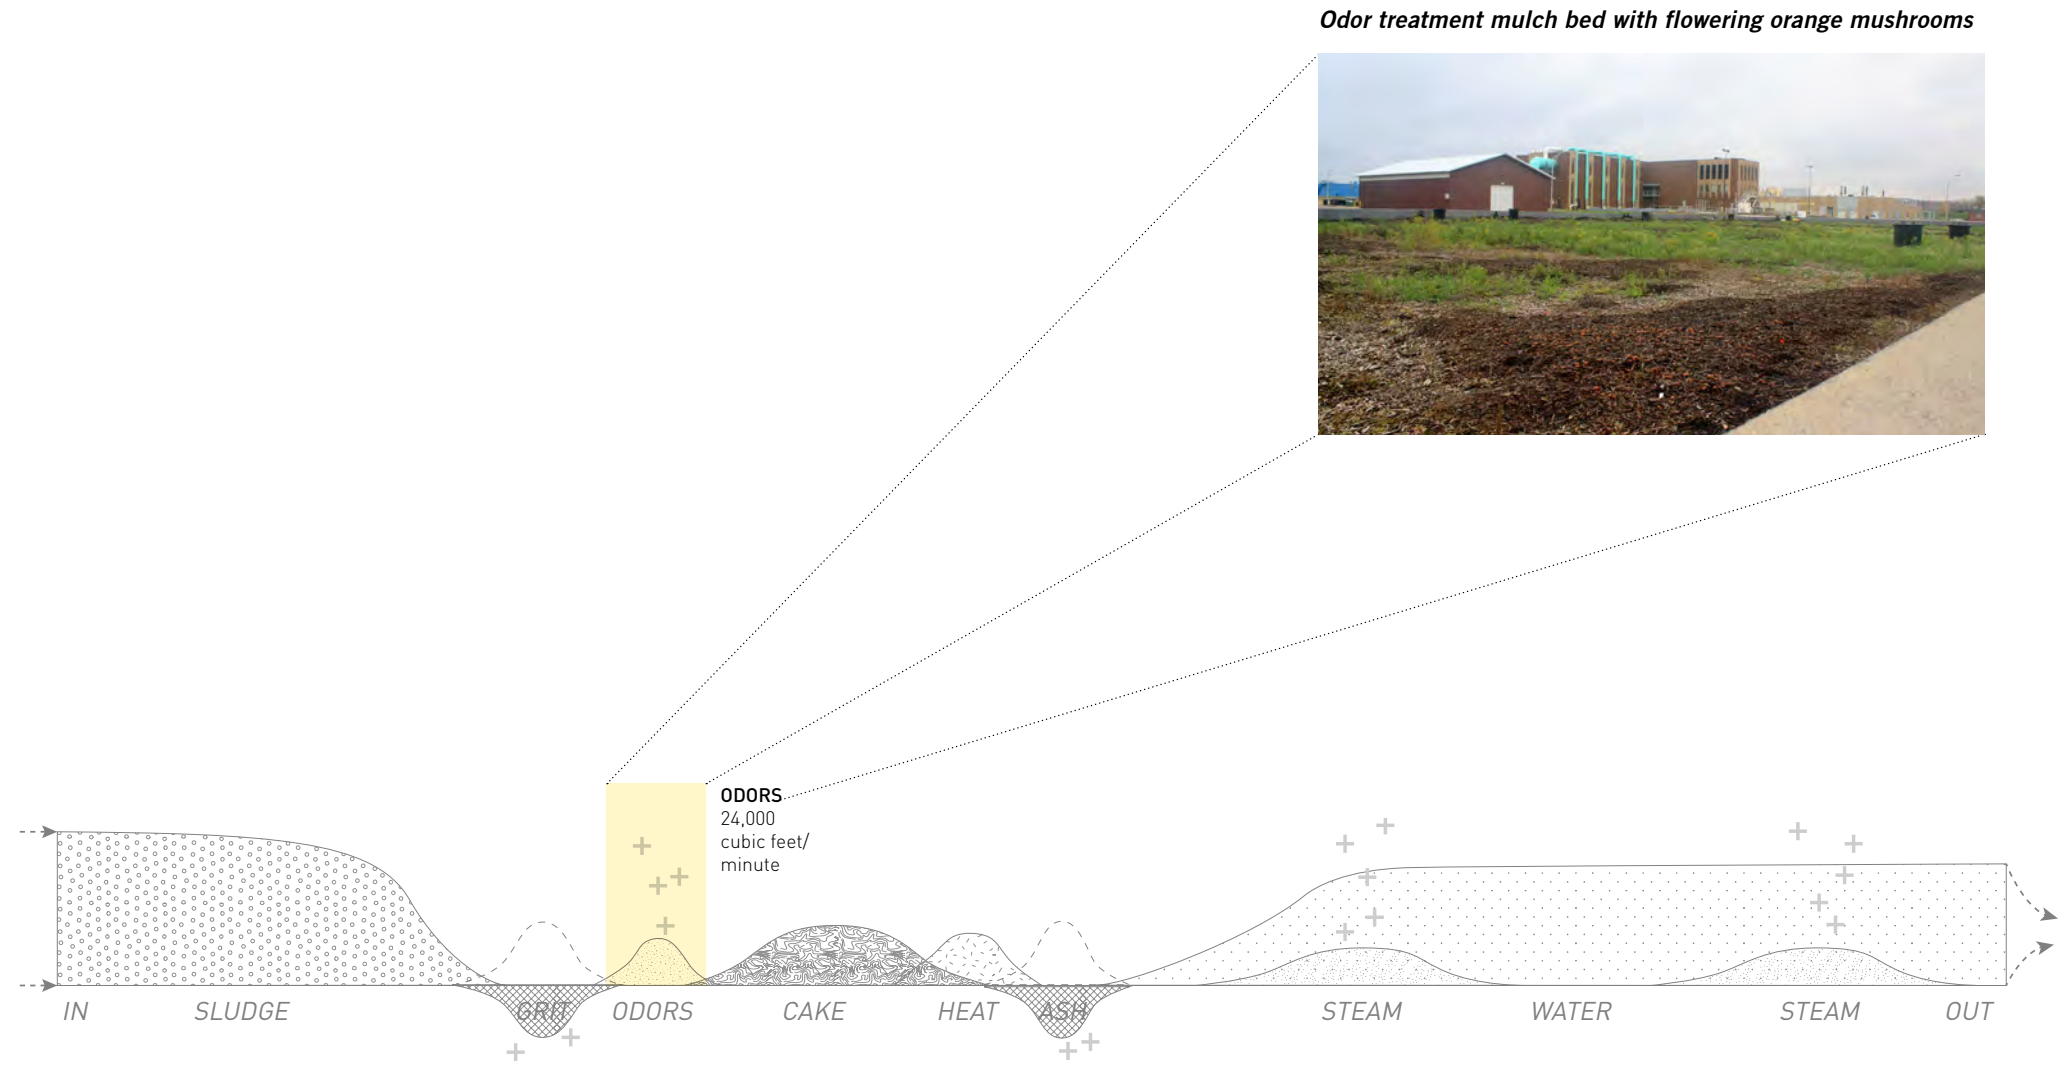 Odor treatment mulch bed with flowering orange mushrooms
ODORS
24,000
cubic feet/
minute
IN SLUDGE GRIT ODORS CAKE HEAT ASH STEAM WATER STEAM OUT